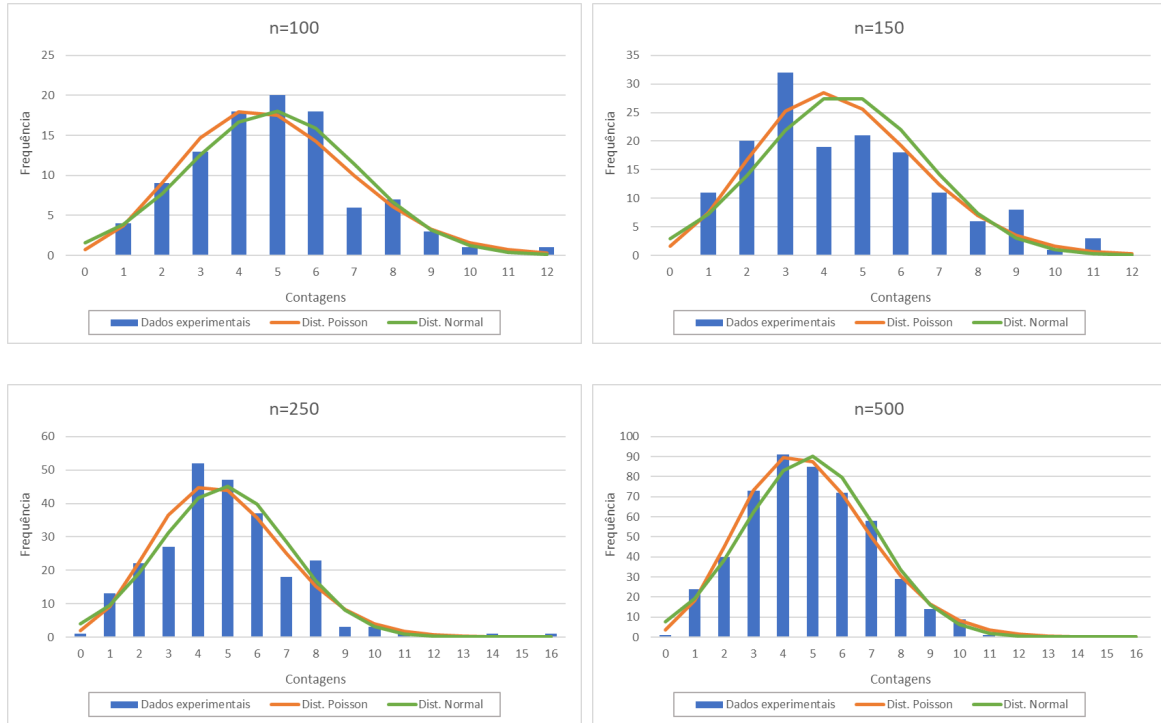 n=100
25
20
15
10
5
0
Frequência
0 1 2 3 4 5 6 7 8 9 10 11 12
Contagens
Dados experimentais Dist. Poisson Dist. Normal
n=150
35
30
25
20
15
10
5
0
Frequência
0 1 2 3 4 5 6 7 8 9 10 11 12
Contagens
Dados experimentais Dist. Poisson Dist. Normal
n=250
60
50
40
30
20
10
0
Frequência
0 1 2 3 4 5 6 7 8 9 10 11 12 13 14 15 16
Contagens
Dados experimentais Dist. Poisson Dist. Normal
n=500
100
90
80
70
60
50
40
30
20
10
0
Frequência
0 1 2 3 4 5 6 7 8 9 10 11 12 13 14 15 16
Contagens
Dados experimentais Dist. Poisson Dist. Normal